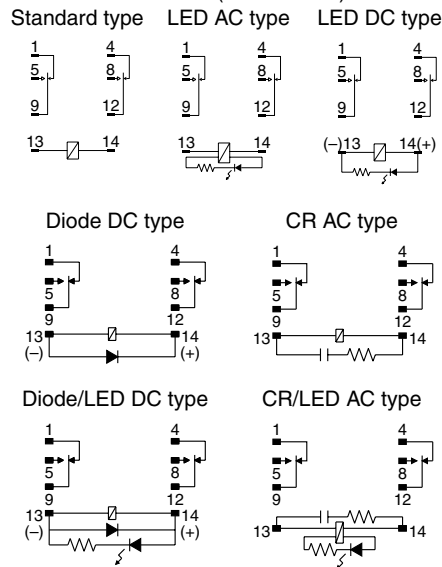 Standard type LED AC type LED DC type
1 4 1 4 1 4
5 8 5 8 5 8
9 12 9 12 9 12
13 14 13 14 (–)13 14(+)
Diode DC type CR AC type
1 4 1 4
5 8 5 8
9 12 9 12
13 14 13 14
(–) (+)
Diode/LED DC type CR/LED AC type
1 4 1 4
5 8 5 8
9 12 9 12
13 14 13 14
(–) (+)